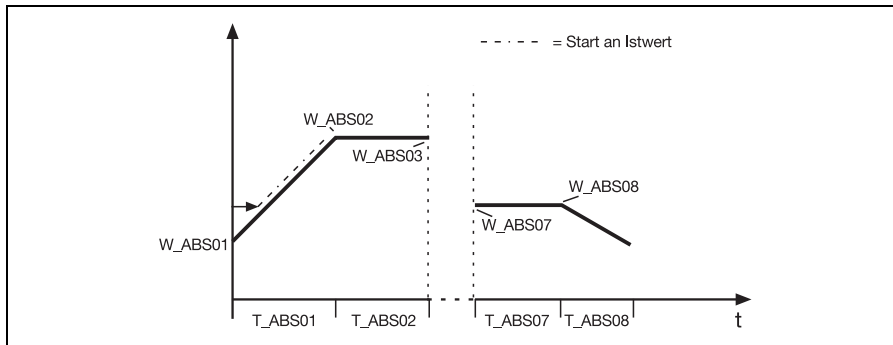 = Start an Istwert
W_ABS02
W_ABS03
W_ABS08
W_ABS07
W_ABS01
T_ABS01
T_ABS02
T_ABS07
T_ABS08
t